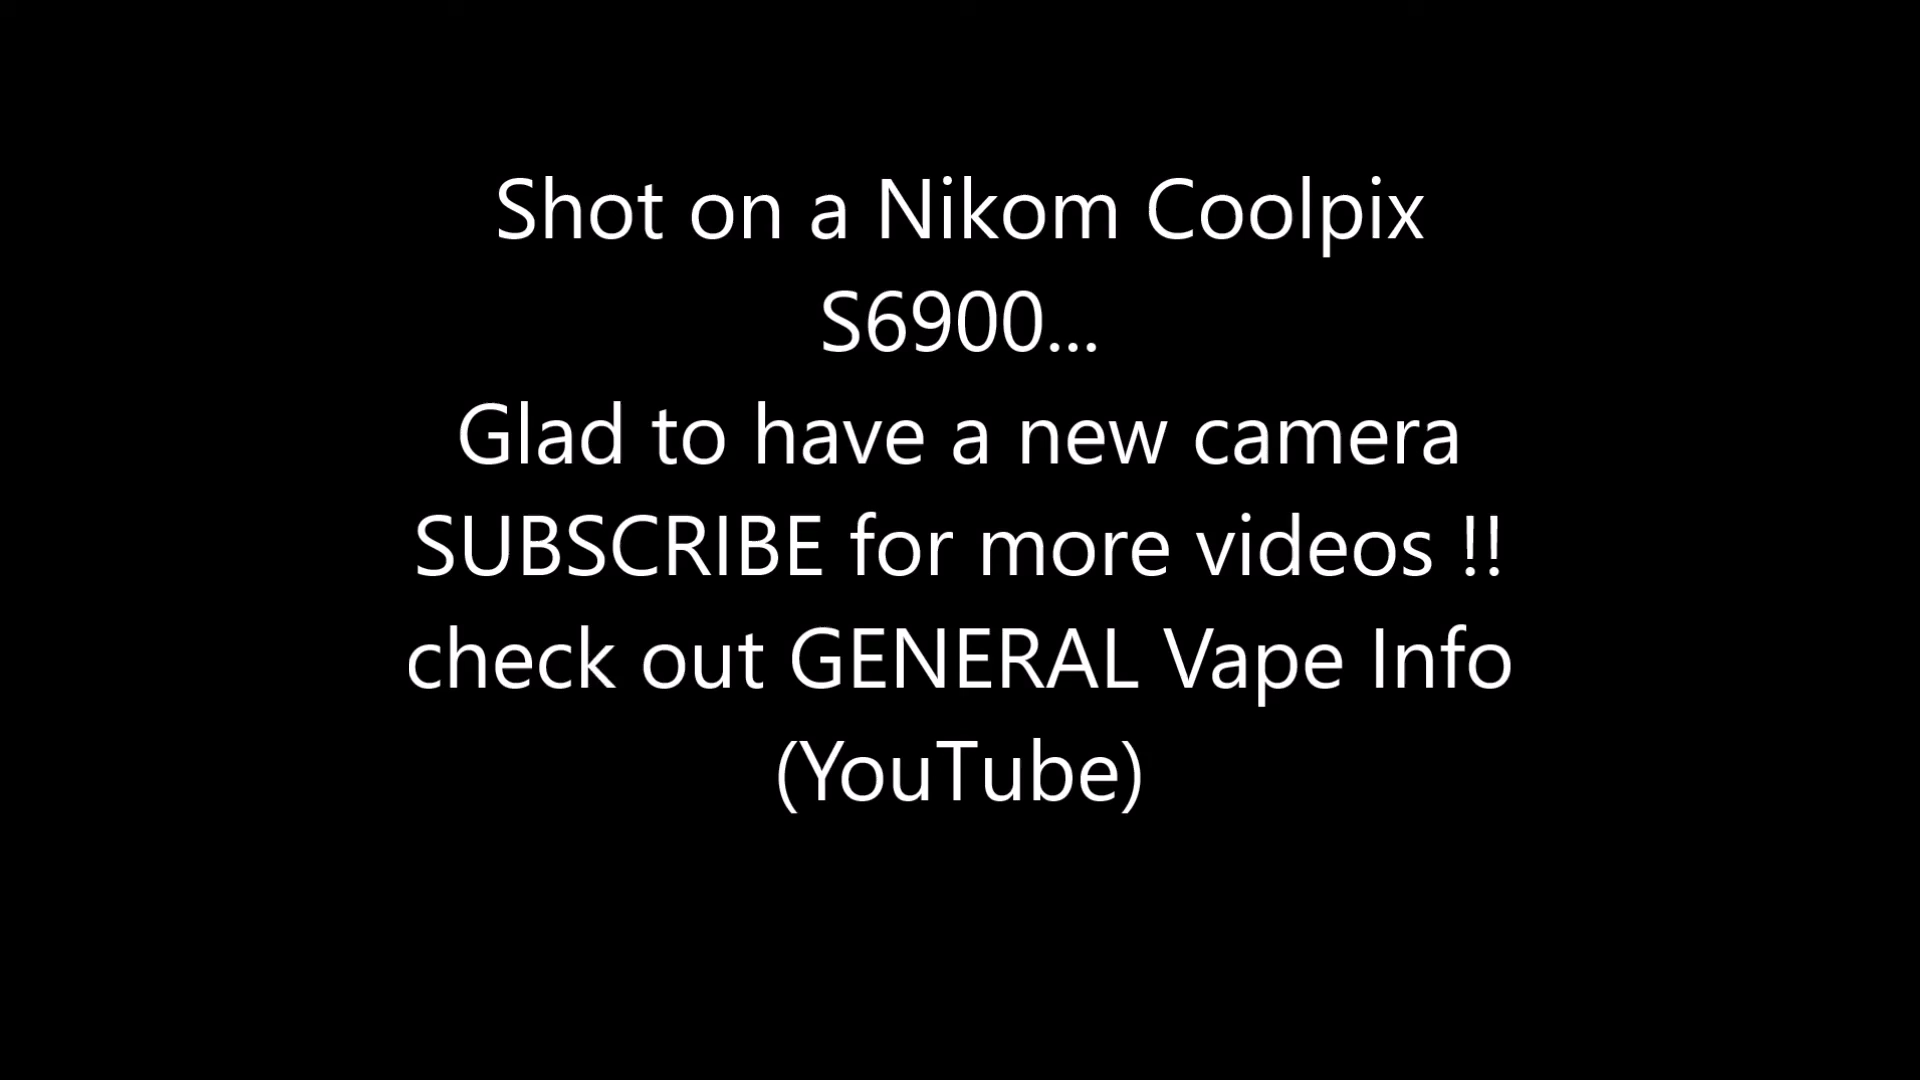 Shot on a Nikom Coolpix
S6900...
Glad to have a new camera
SUBSCRIBE for more videos !!
check out GENERAL Vape Info
(YouTube)